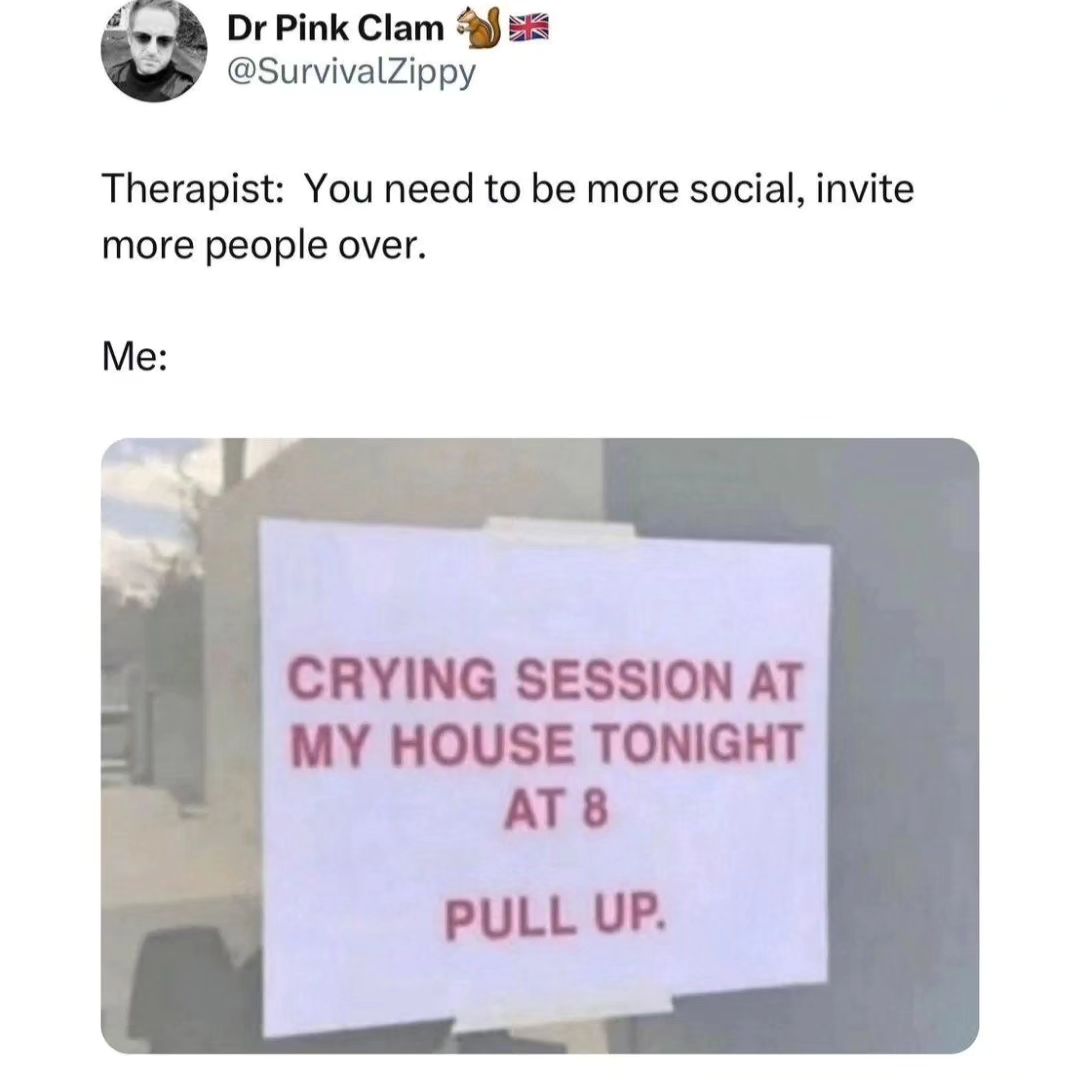 Dr Pink Clam 🐿️🇬🇧
@SurvivalZippy
Therapist:  You need to be more social, invite
more people over.
Me:
CRYING SESSION AT
MY HOUSE TONIGHT
AT 8
PULL UP.